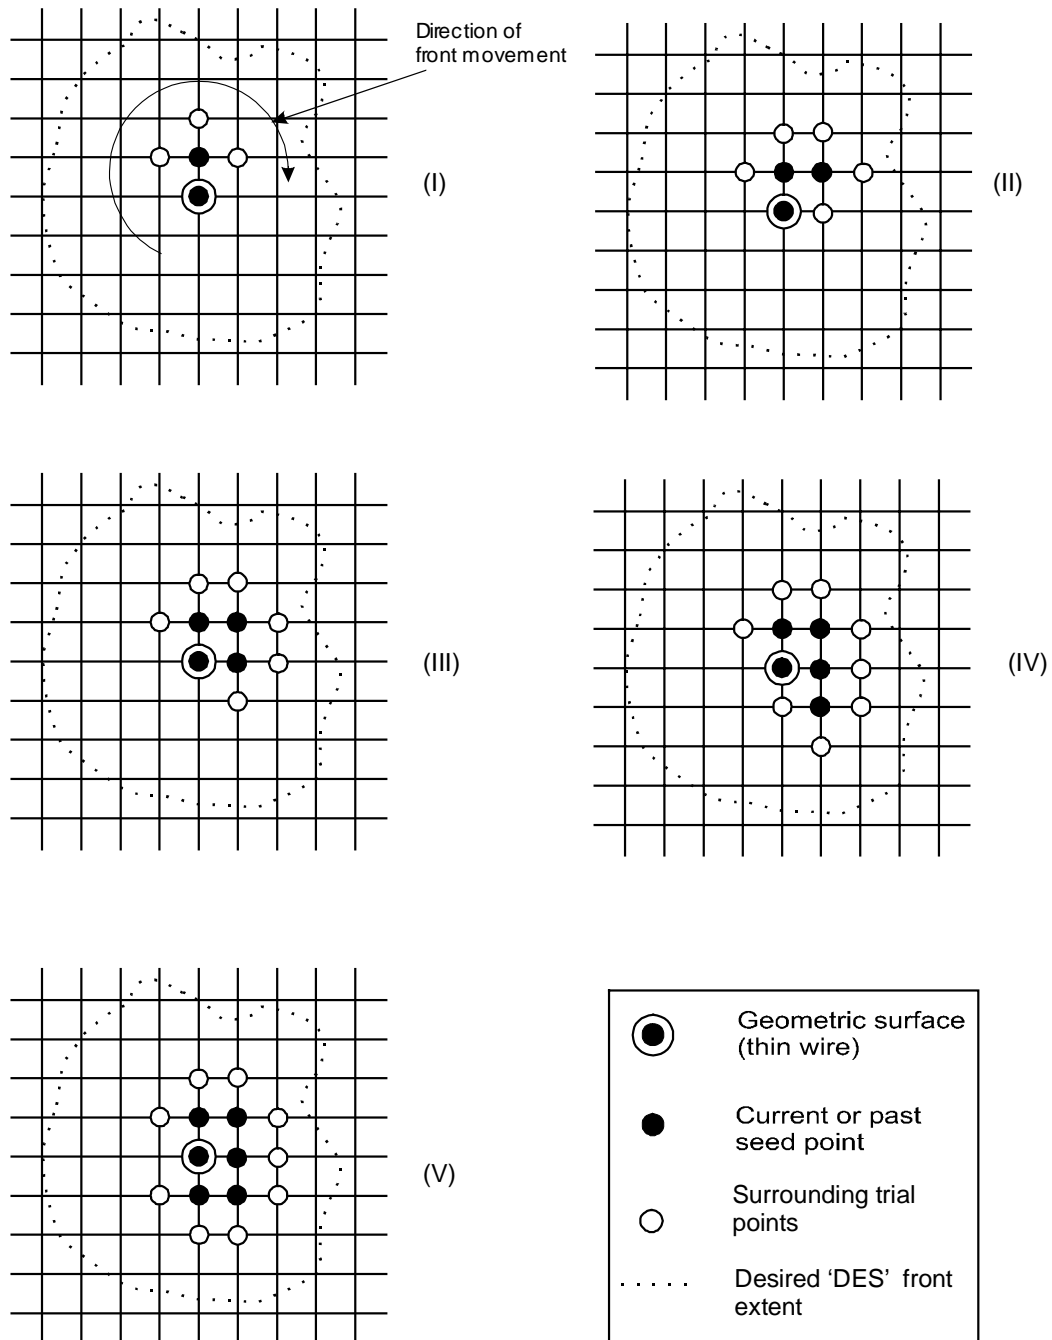 Direction of
front movement
(I)
(II)
(III)
(IV)
(V)
Geometric surface
(thin wire)
Current or past
seed point
Surrounding trial
points
Desired ‘DES’ front
extent